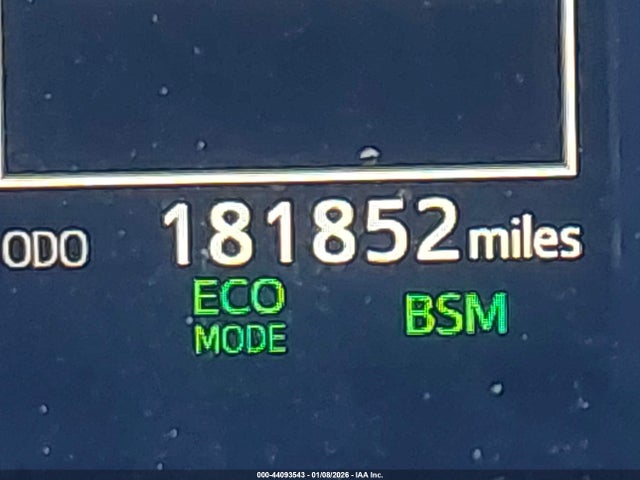 ODO 181852 miles
ECO BSM
MODE
000-44093543 - 01/08/2026 - IAA Inc.